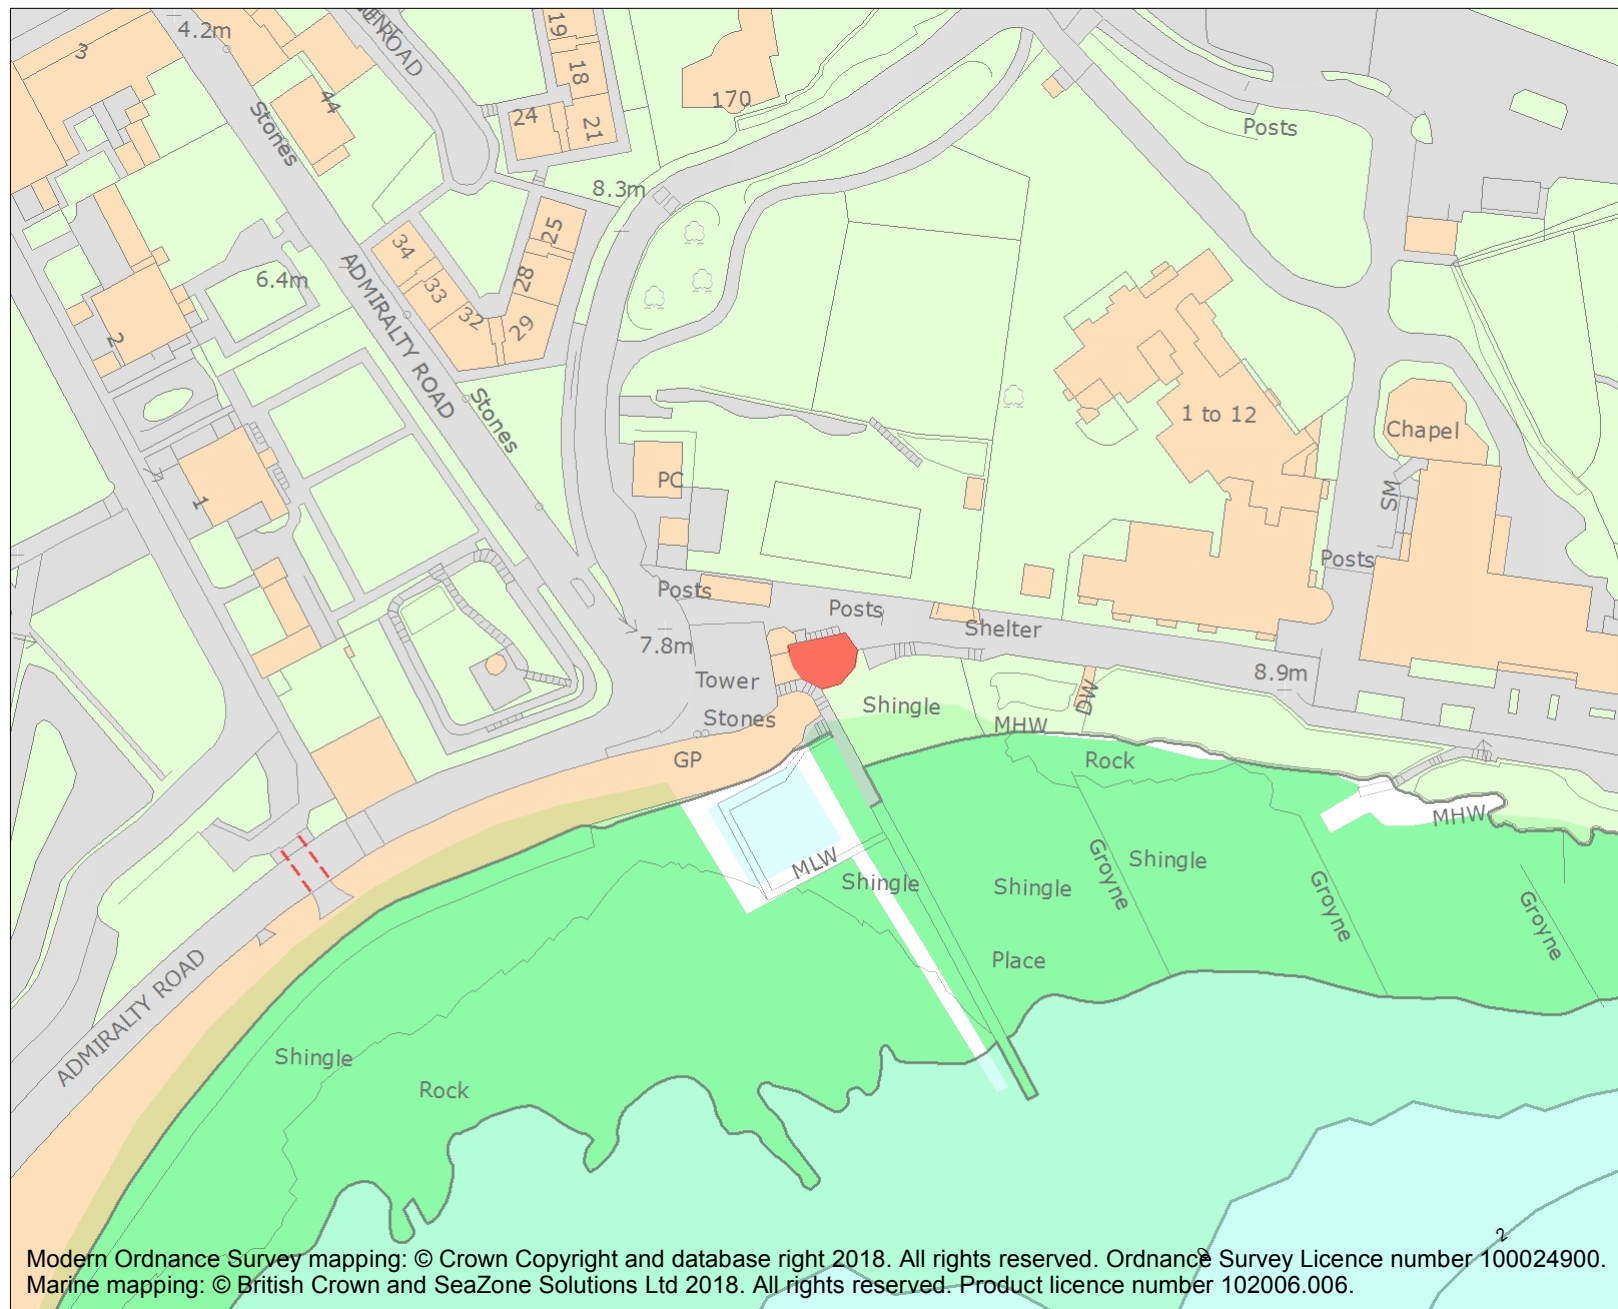 4.2m
3
19
18
44
Stones
ROAD
24
21
170
Posts
8.3m
25
34
6.4m
ADMIRALTY ROAD
28
33
32
29
2
Stones
1 to 12
Chapel
PC
SM
1
Posts
Posts
Posts
Shelter
7.8m
8.9m
Tower
DW
Shingle
Stones
MHW
GP
Rock
MHW
MLW
Shingle
Shingle
Shingle
Groyne
Groyne
Groyne
Place
ADMIRALTY ROAD
Shingle
Rock
2
0
Modern Ordnance Survey mapping: © Crown Copyright and database right 2018. All rights reserved. Ordnance Survey Licence number 100024900.
Marine mapping: © British Crown and SeaZone Solutions Ltd 2018. All rights reserved. Product licence number 102006.006.